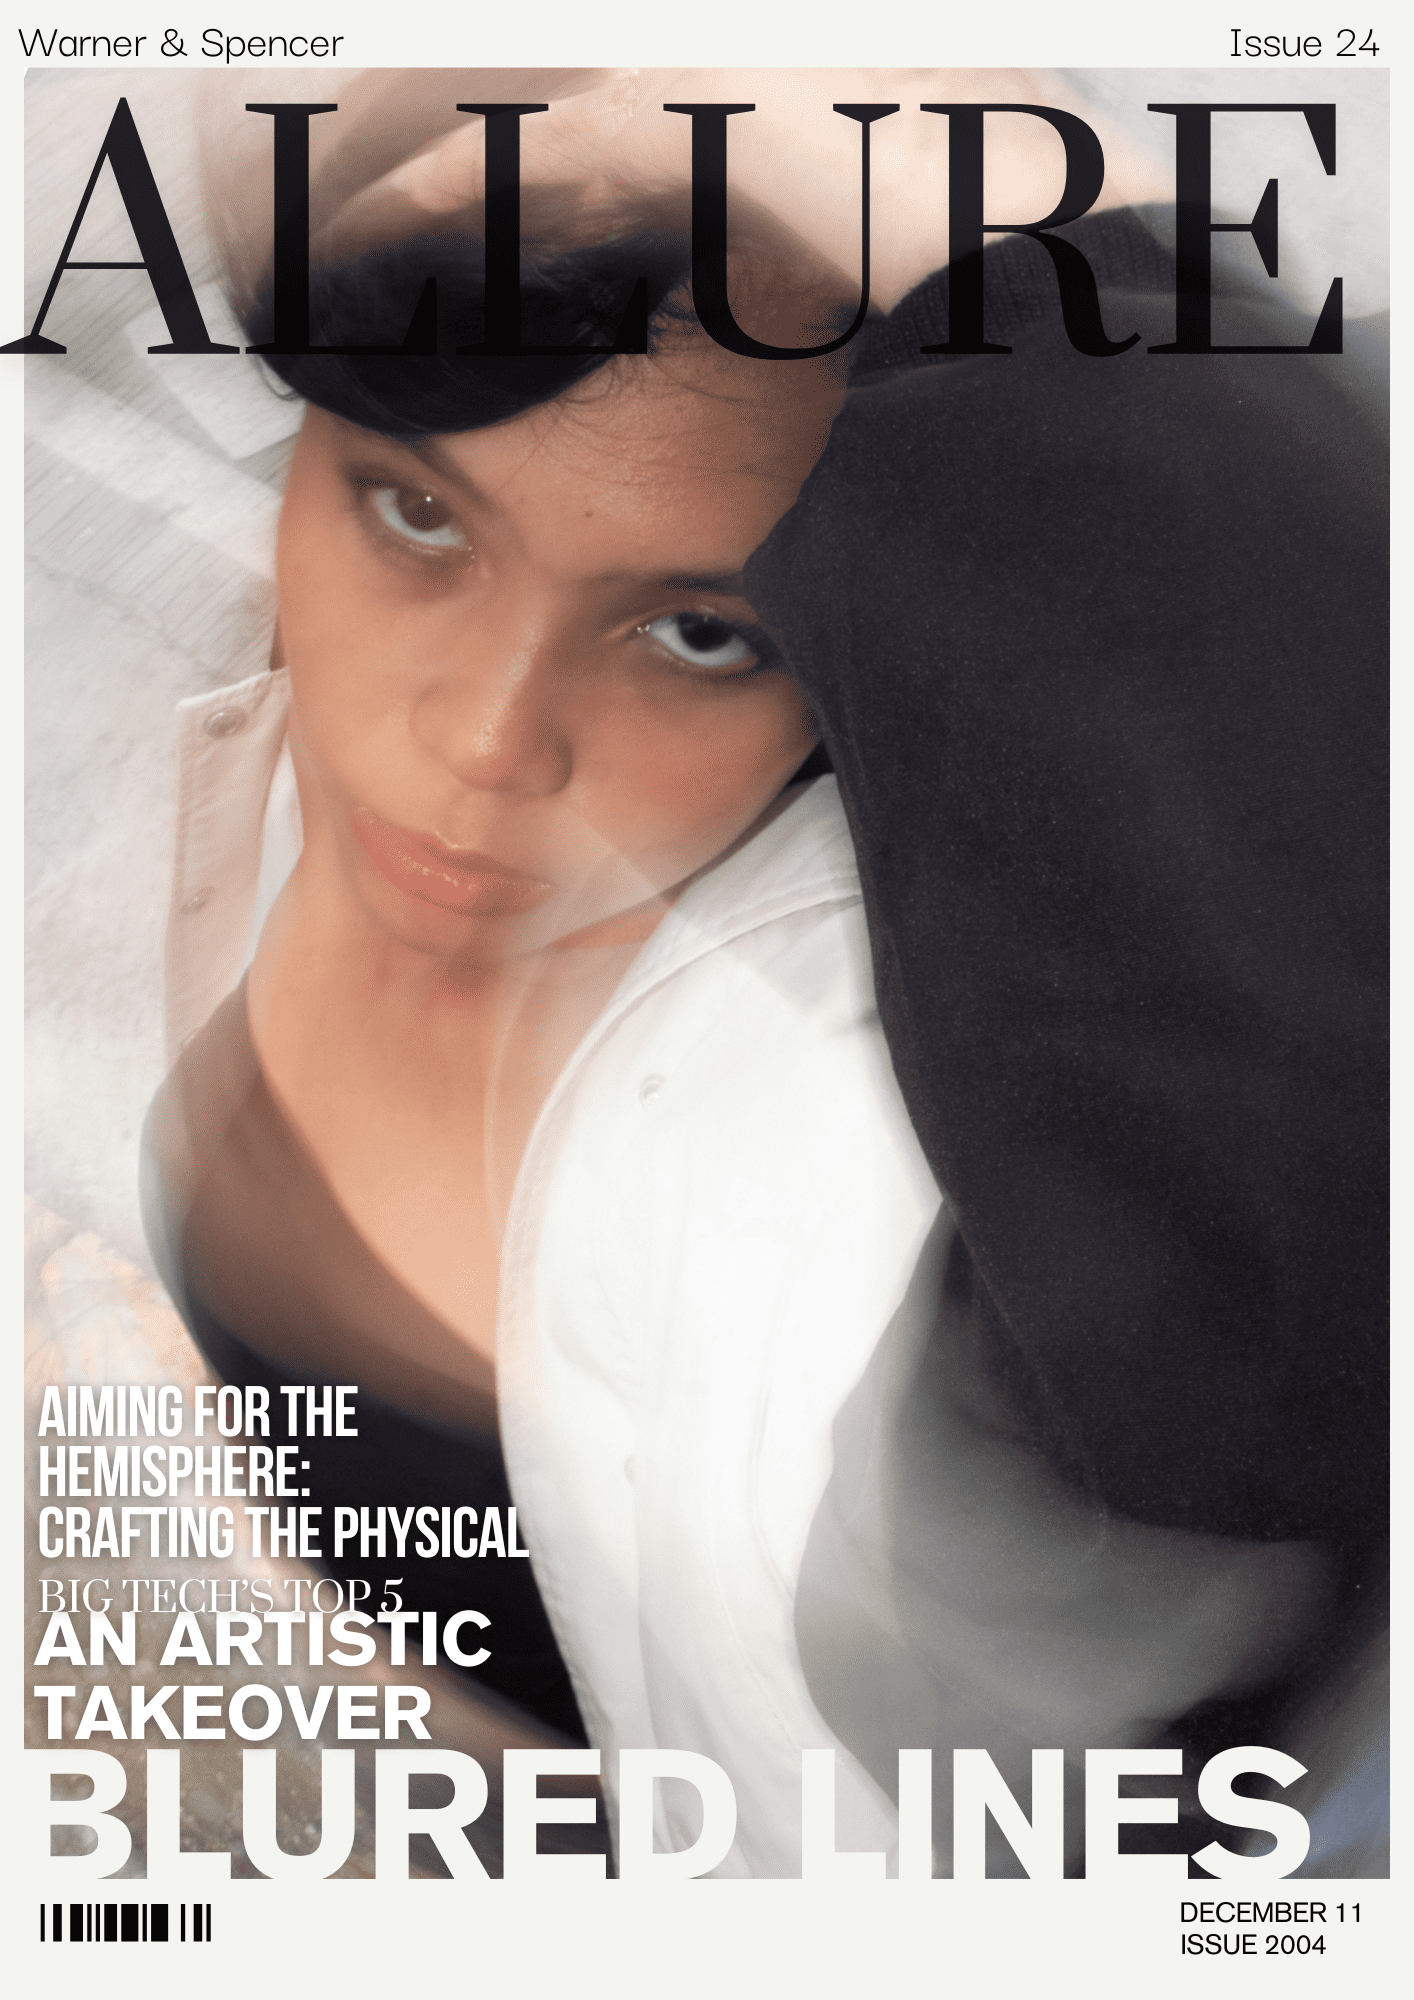 Warner & Spencer
Issue 24
ALLURE
AIMING FOR THE
HEMISPHERE:
CRAFTING THE PHYSICAL
BIG TECH'S TOP 5
AN ARTISTIC
TAKEOVER
BLURED LINES
DECEMBER 11
ISSUE 2004